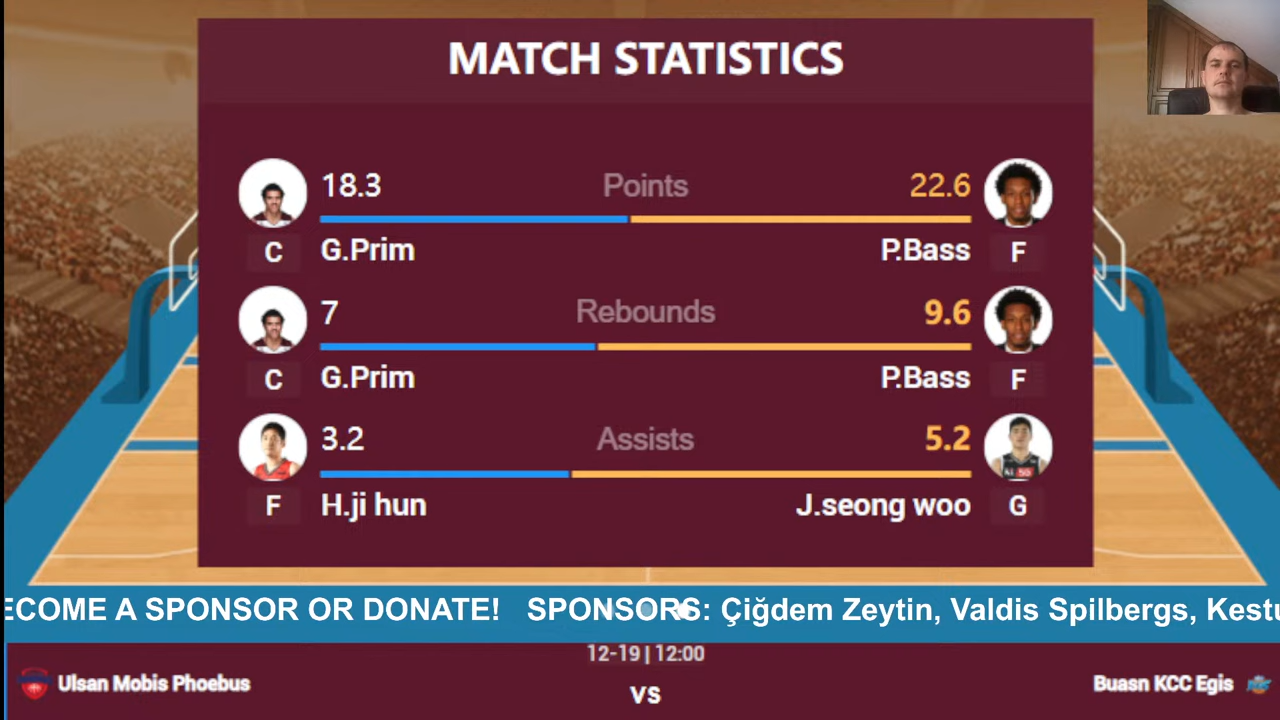 MATCH STATISTICS
18.3 Points 22.6
C G.Prim P.Bass F
7 Rebounds 9.6
C G.Prim P.Bass F
3.2 Assists 5.2
F H.ji hun J.seong woo G
ECOME A SPONSOR OR DONATE! SPONSORS: Çiğdem Zeytin, Valdis Spilbergs, Kestu
12-19 | 12:00
Ulsan Mobis Phoebus VS Buasn KCC Egis